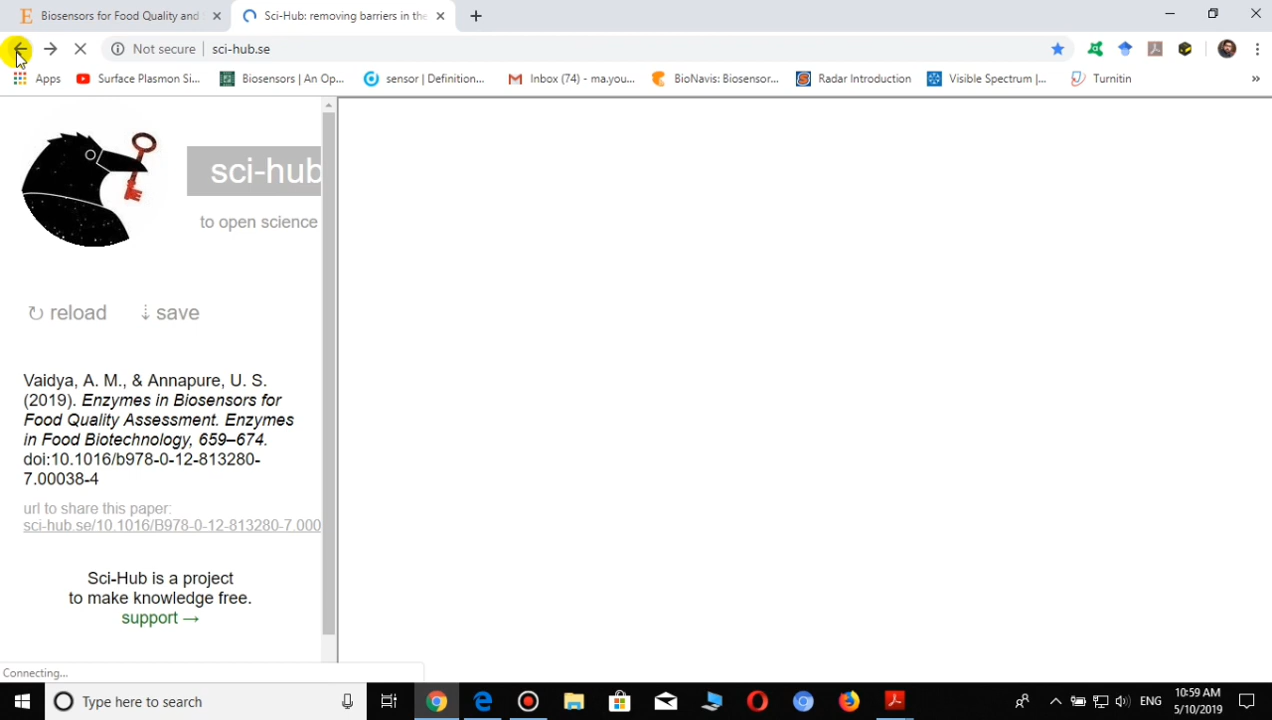 Biosensors for Food Quality and
Sci-Hub: removing barriers in the
Not secure
sci-hub.se
Apps
Surface Plasmon Si...
Biosensors | An Op...
sensor | Definition...
Inbox (74) - ma.you...
BioNavis: Biosensor...
Radar Introduction
Visible Spectrum |...
Turnitin
»
sci-hub
to open science
↻ reload
⇣ save
Vaidya, A. M., & Annapure, U. S.
(2019). Enzymes in Biosensors for
Food Quality Assessment. Enzymes
in Food Biotechnology, 659–674.
doi:10.1016/b978-0-12-813280-
7.00038-4
url to share this paper:
sci-hub.se/10.1016/B978-0-12-813280-7.000
Sci-Hub is a project
to make knowledge free.
support →
Connecting...
Type here to search
ENG
10:59 AM
5/10/2019